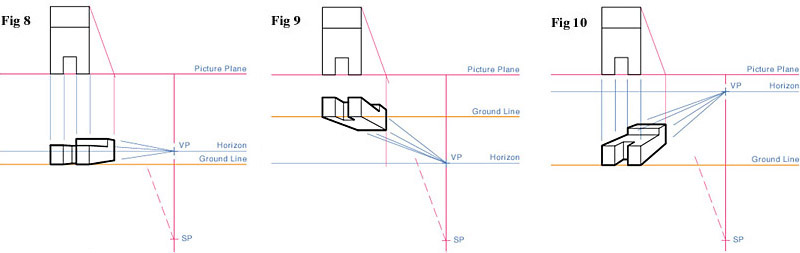 Fig 8
Picture Plane
VP
Horizon
Ground Line
SP
Fig 9
Picture Plane
Ground Line
VP
Horizon
SP
Fig 10
Picture Plane
VP
Horizon
Ground Line
SP